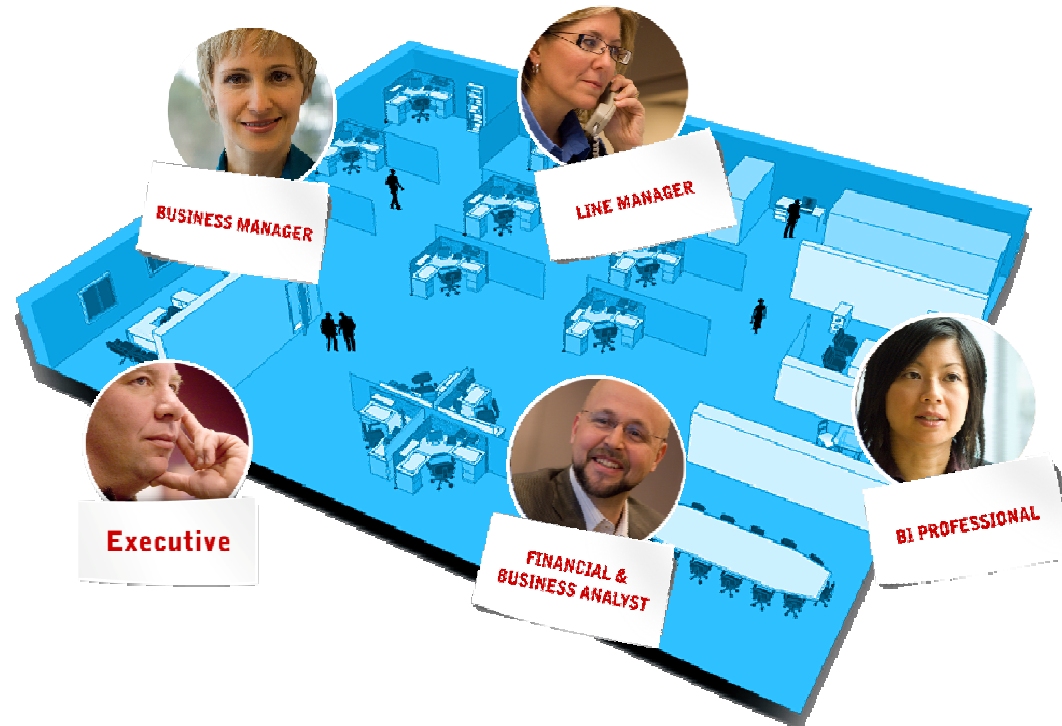 BUSINESS MANAGER
LINE MANAGER
Executive
FINANCIAL &
BUSINESS ANALYST
BI PROFESSIONAL